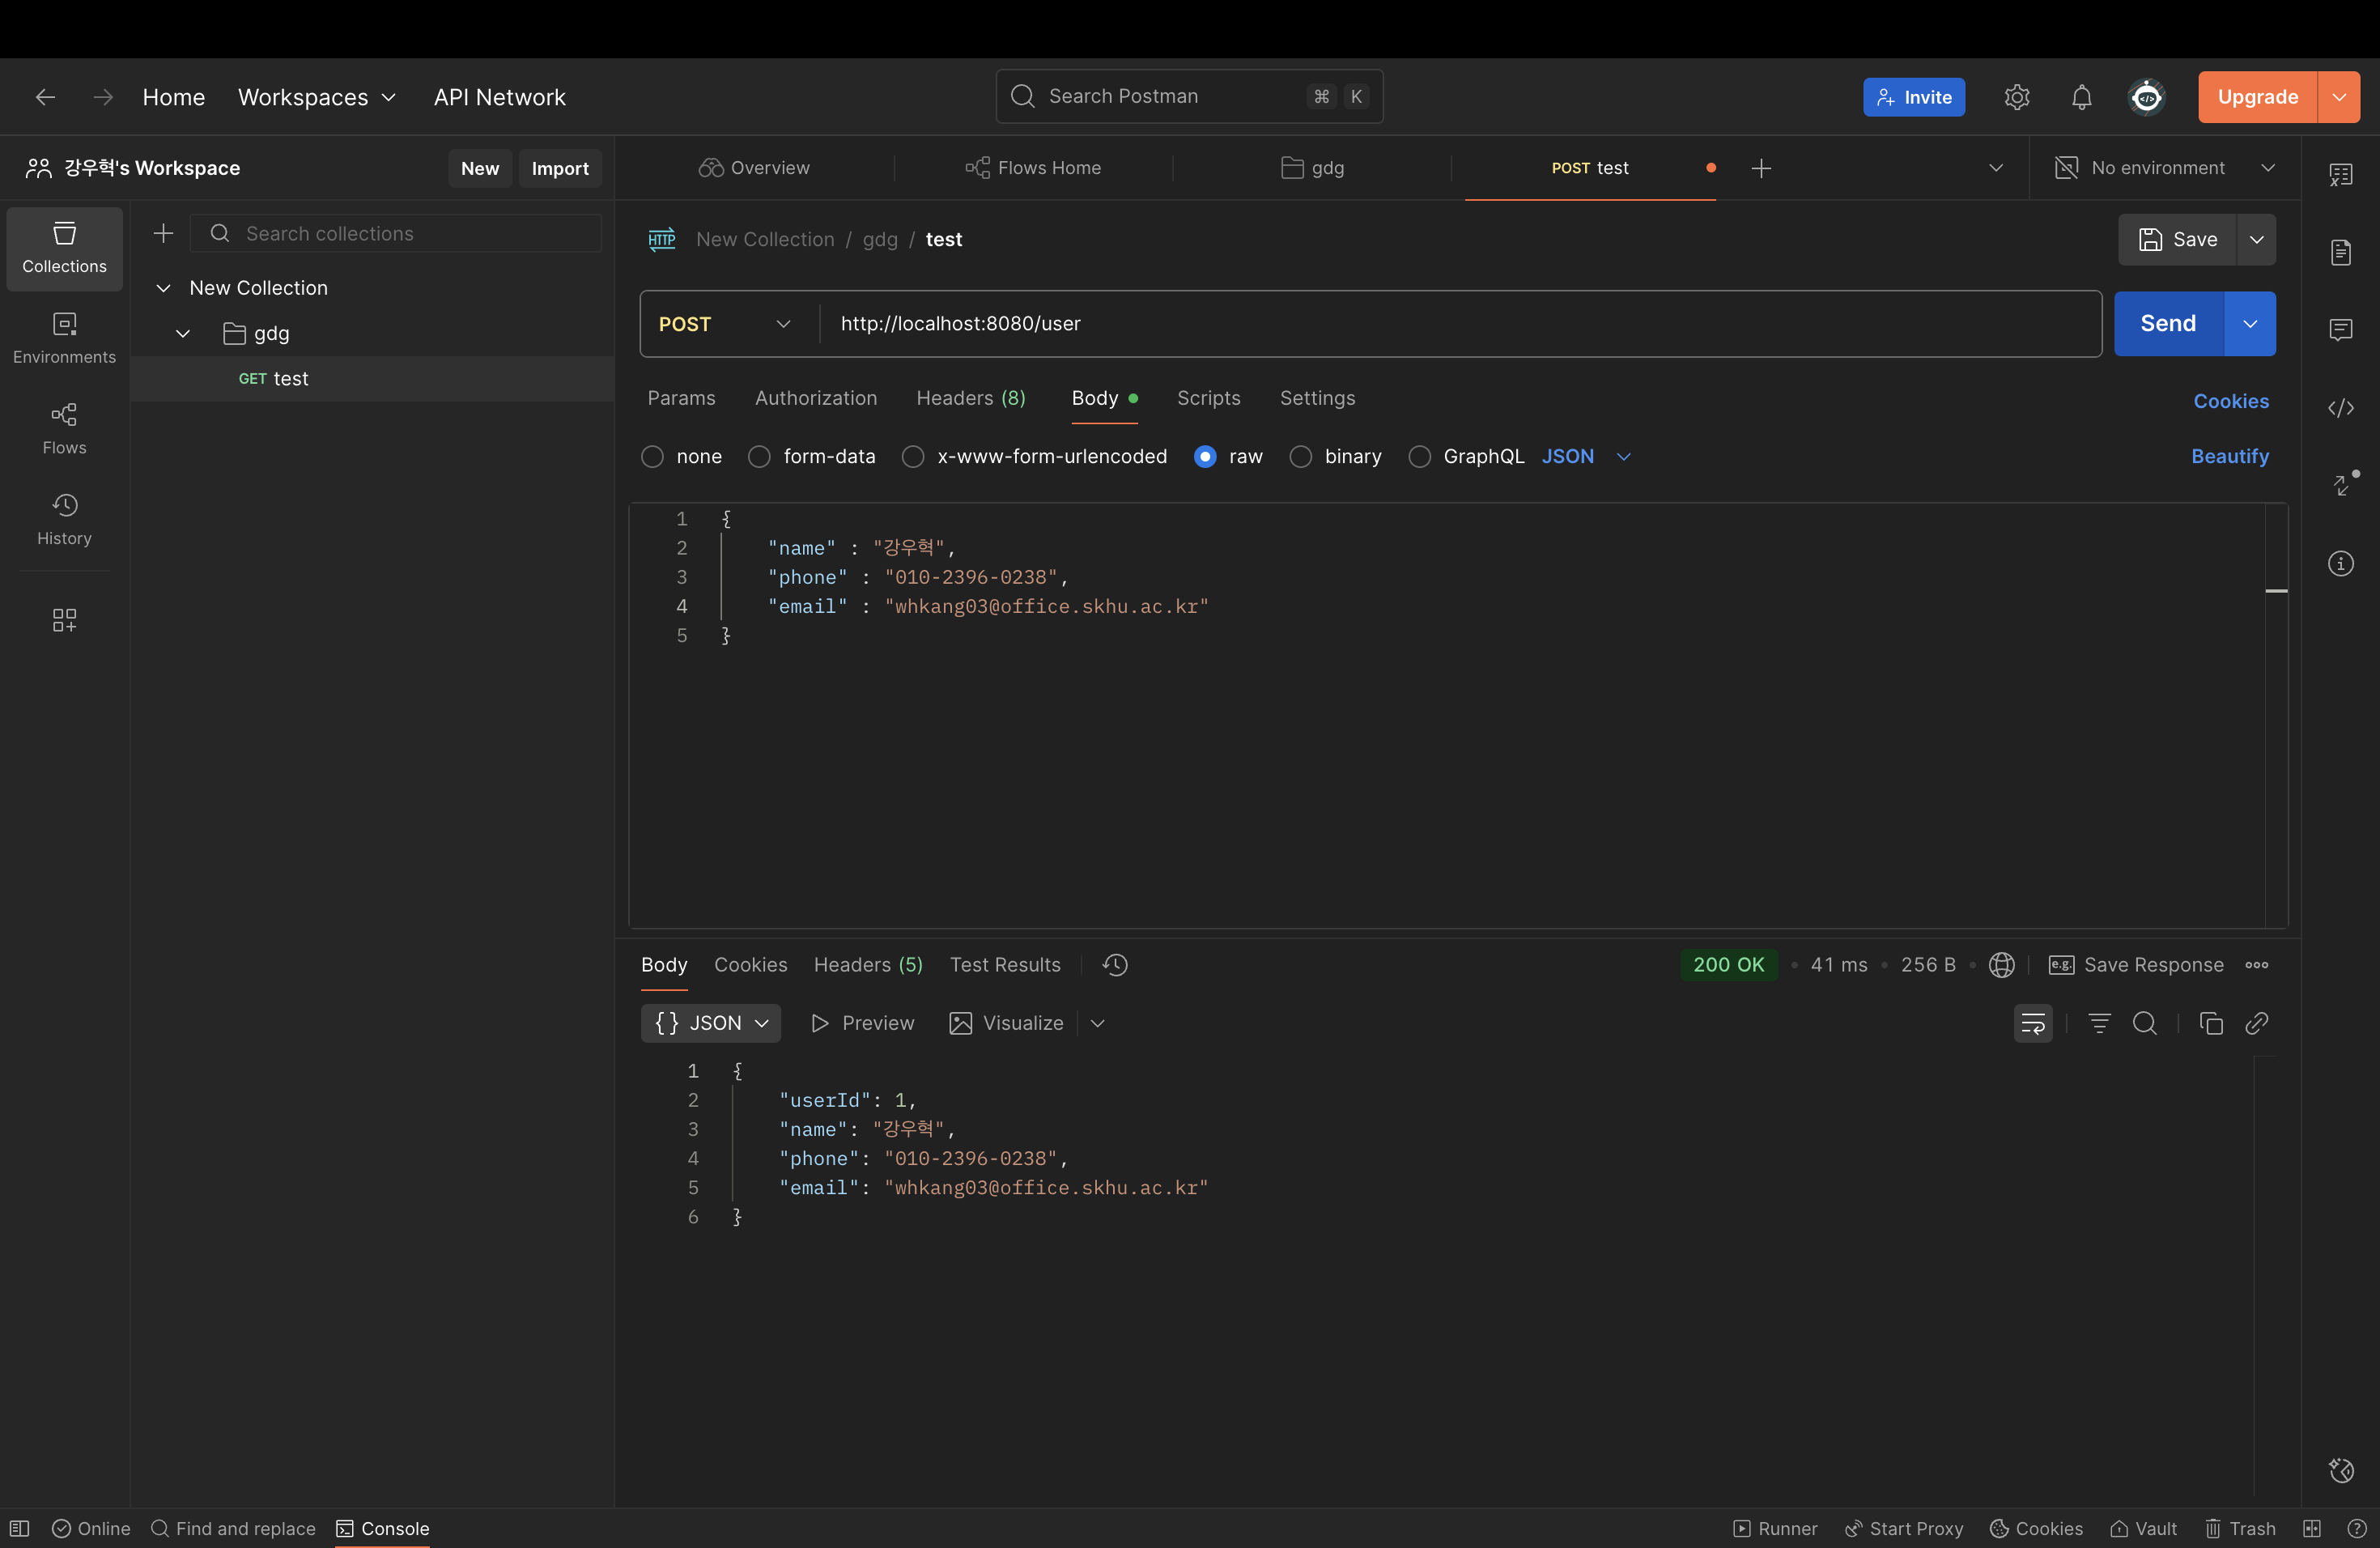 Home Workspaces API Network Search Postman ⌘ K Invite Upgrade
강우혁's Workspace New Import Overview Flows Home gdg POST test No environment
Collections
Environments
Flows
History
Search collections
New Collection
gdg
GET test
HTTP New Collection / gdg / test Save
POST http://localhost:8080/user Send
Params Authorization Headers (8) Body Scripts Settings Cookies
none form-data x-www-form-urlencoded raw binary GraphQL JSON Beautify
1 {
2 "name" : "강우혁",
3 "phone" : "010-2396-0238",
4 "email" : "whkang03@office.skhu.ac.kr"
5 }
Body Cookies Headers (5) Test Results 200 OK • 41 ms • 256 B • e.g. Save Response
{} JSON Preview Visualize
1 {
2 "userId": 1,
3 "name": "강우혁",
4 "phone": "010-2396-0238",
5 "email": "whkang03@office.skhu.ac.kr"
6 }
Online Find and replace Console Runner Start Proxy Cookies Vault Trash